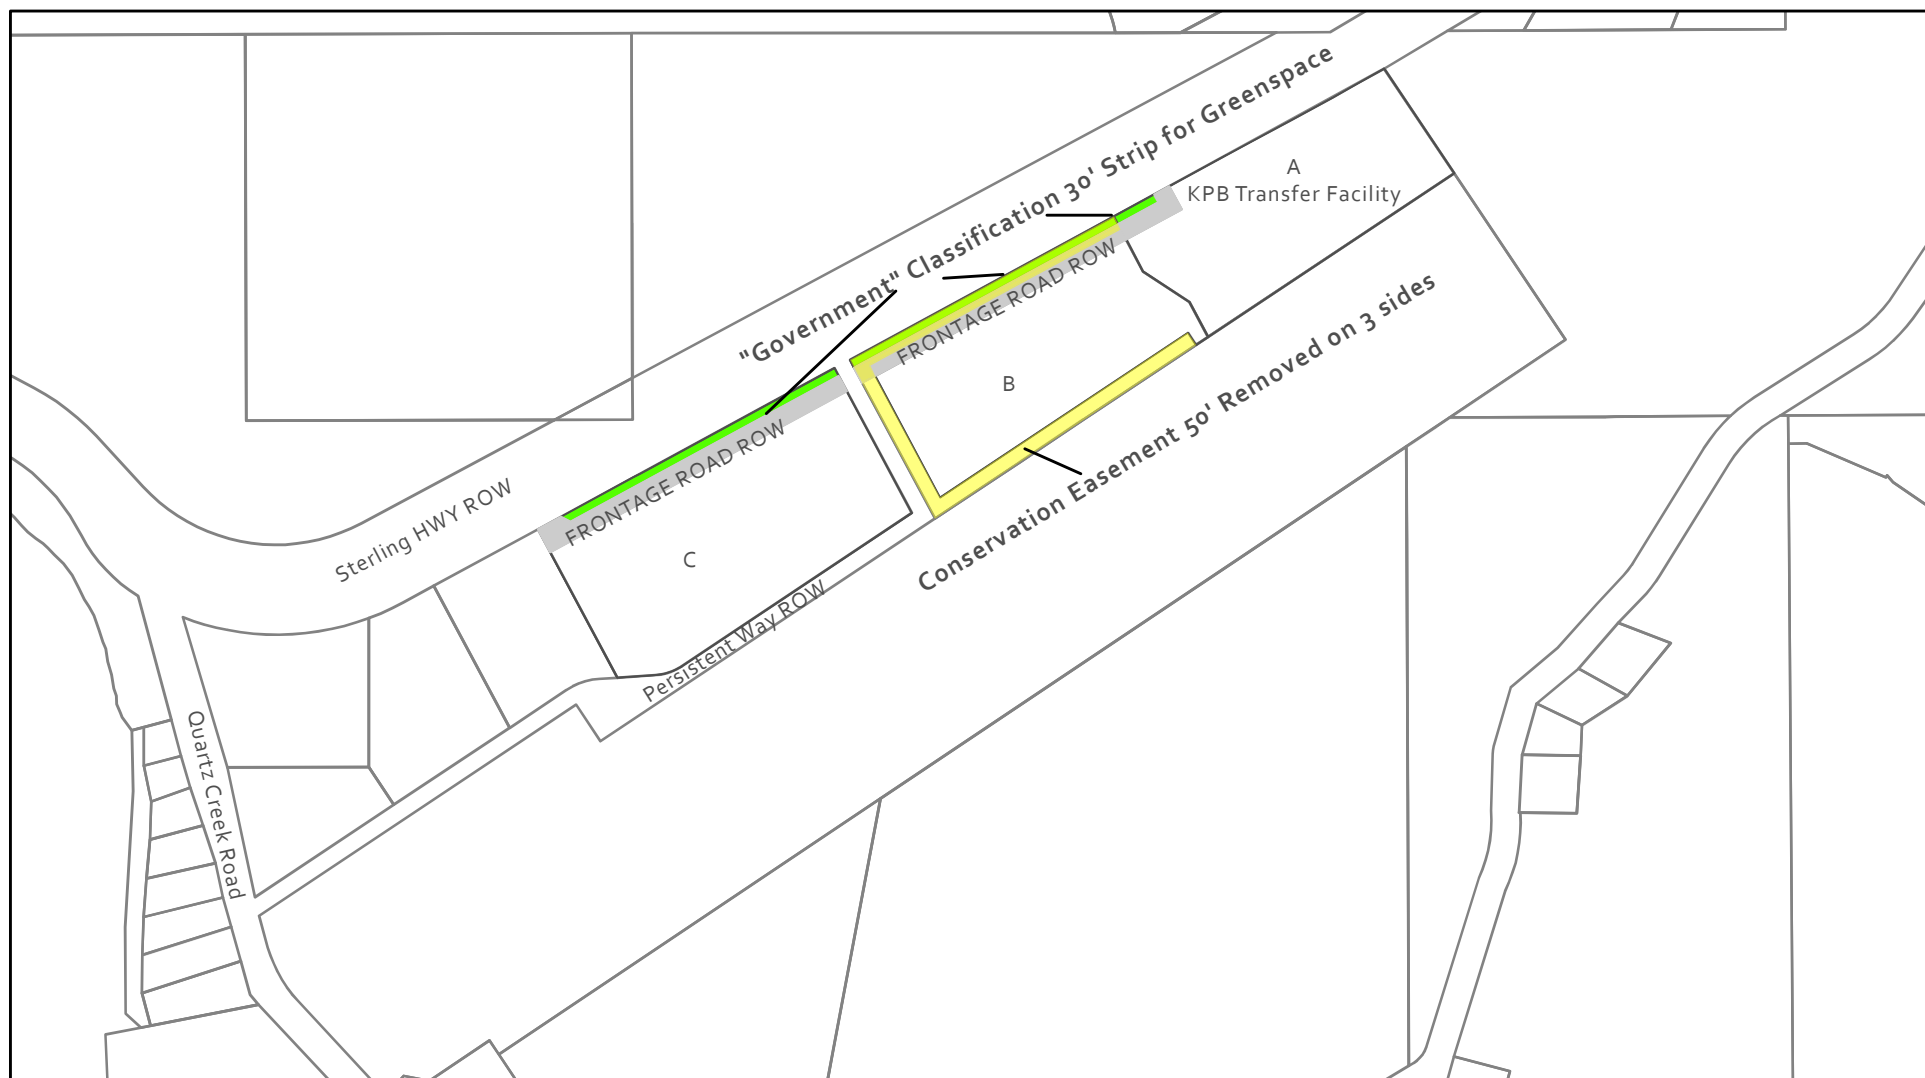 "Government" Classification 30' Strip for Greenspace
A
KPB Transfer Facility
FRONTAGE ROAD ROW
B
Conservation Easement 50' Removed on 3 sides
FRONTAGE ROAD ROW
Sterling HWY ROW
C
Persistent Way ROW
Quartz Creek Road